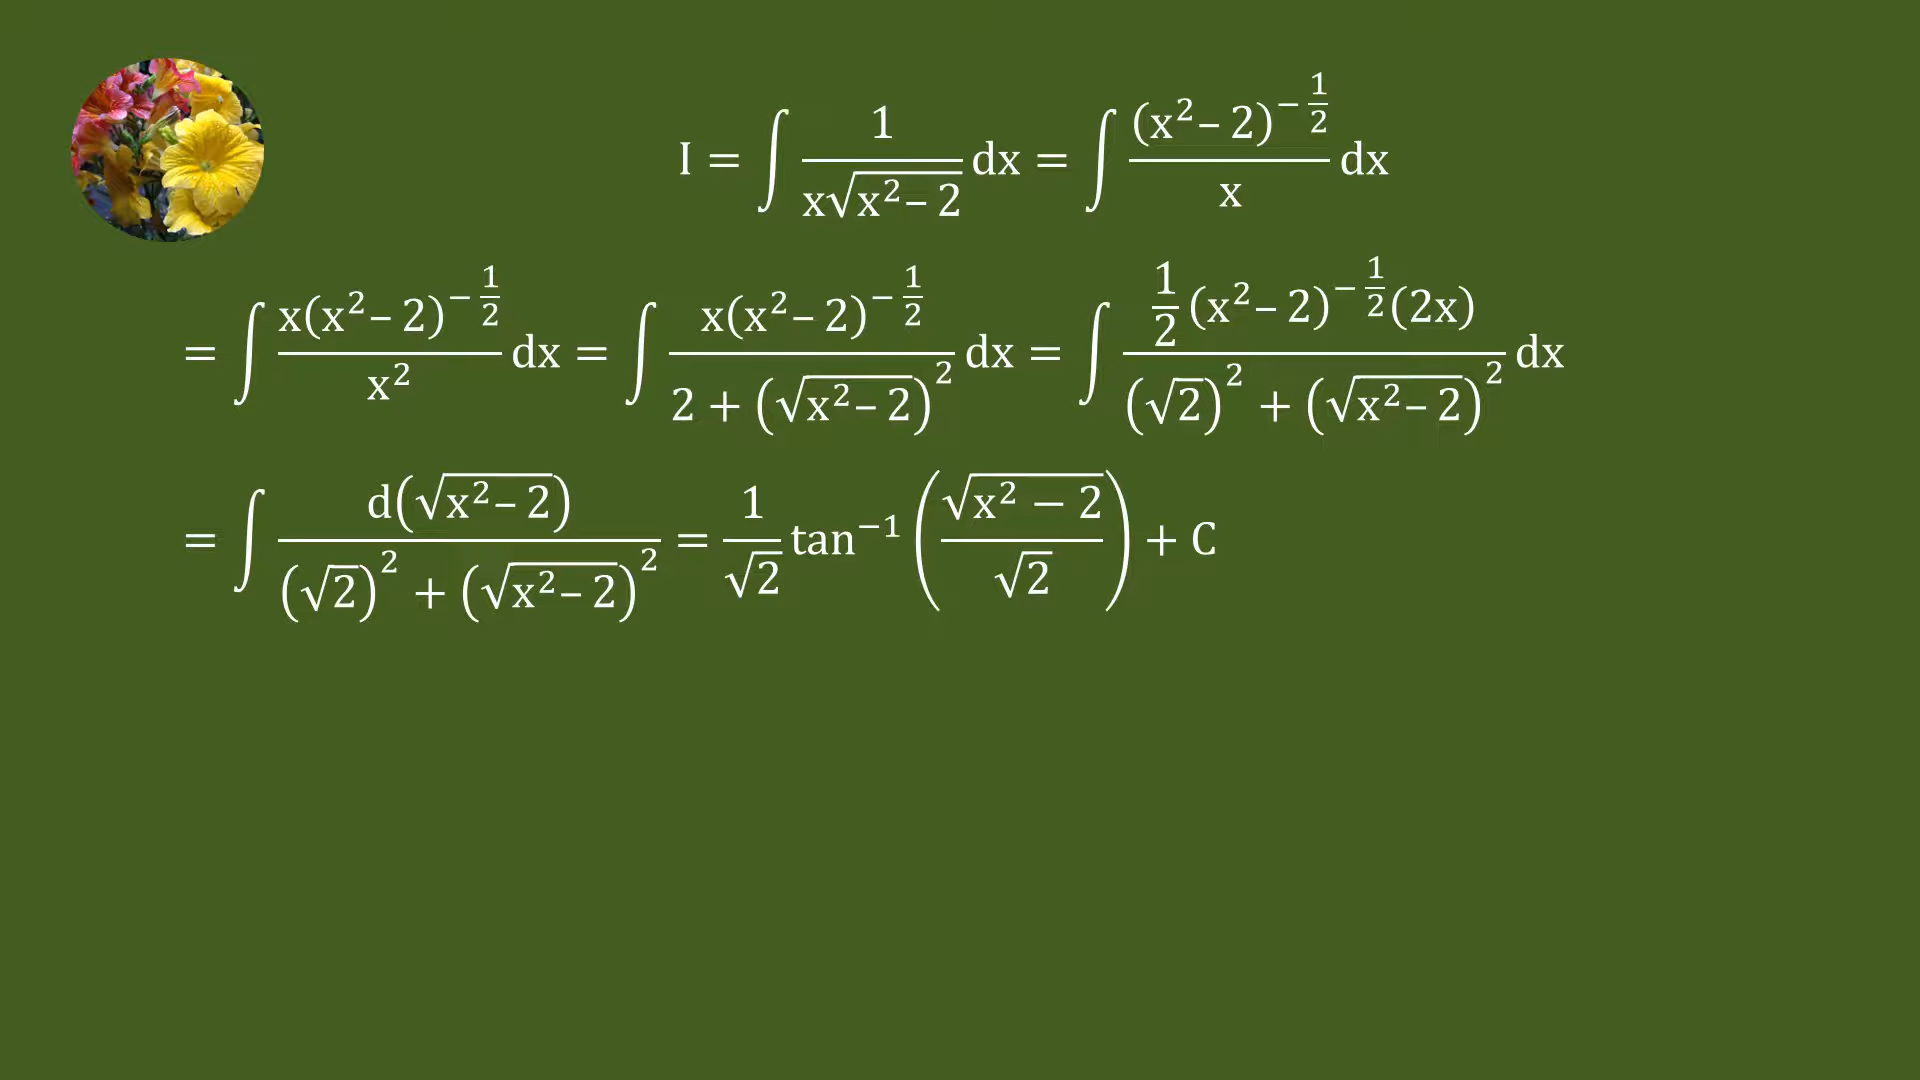 I = ∫ 1/(x√(x²– 2)) dx = ∫ (x²– 2)^(–1/2)/x dx
= ∫ x(x²– 2)^(–1/2)/x² dx = ∫ x(x²– 2)^(–1/2)/(2 + (√(x²– 2))²) dx = ∫ 1/2 (x²– 2)^(–1/2)(2x)/((√2)² + (√(x²– 2))²) dx
= ∫ d(√(x²– 2))/((√2)² + (√(x²– 2))²) = 1/√2 tan⁻¹(√(x² − 2)/√2) + C